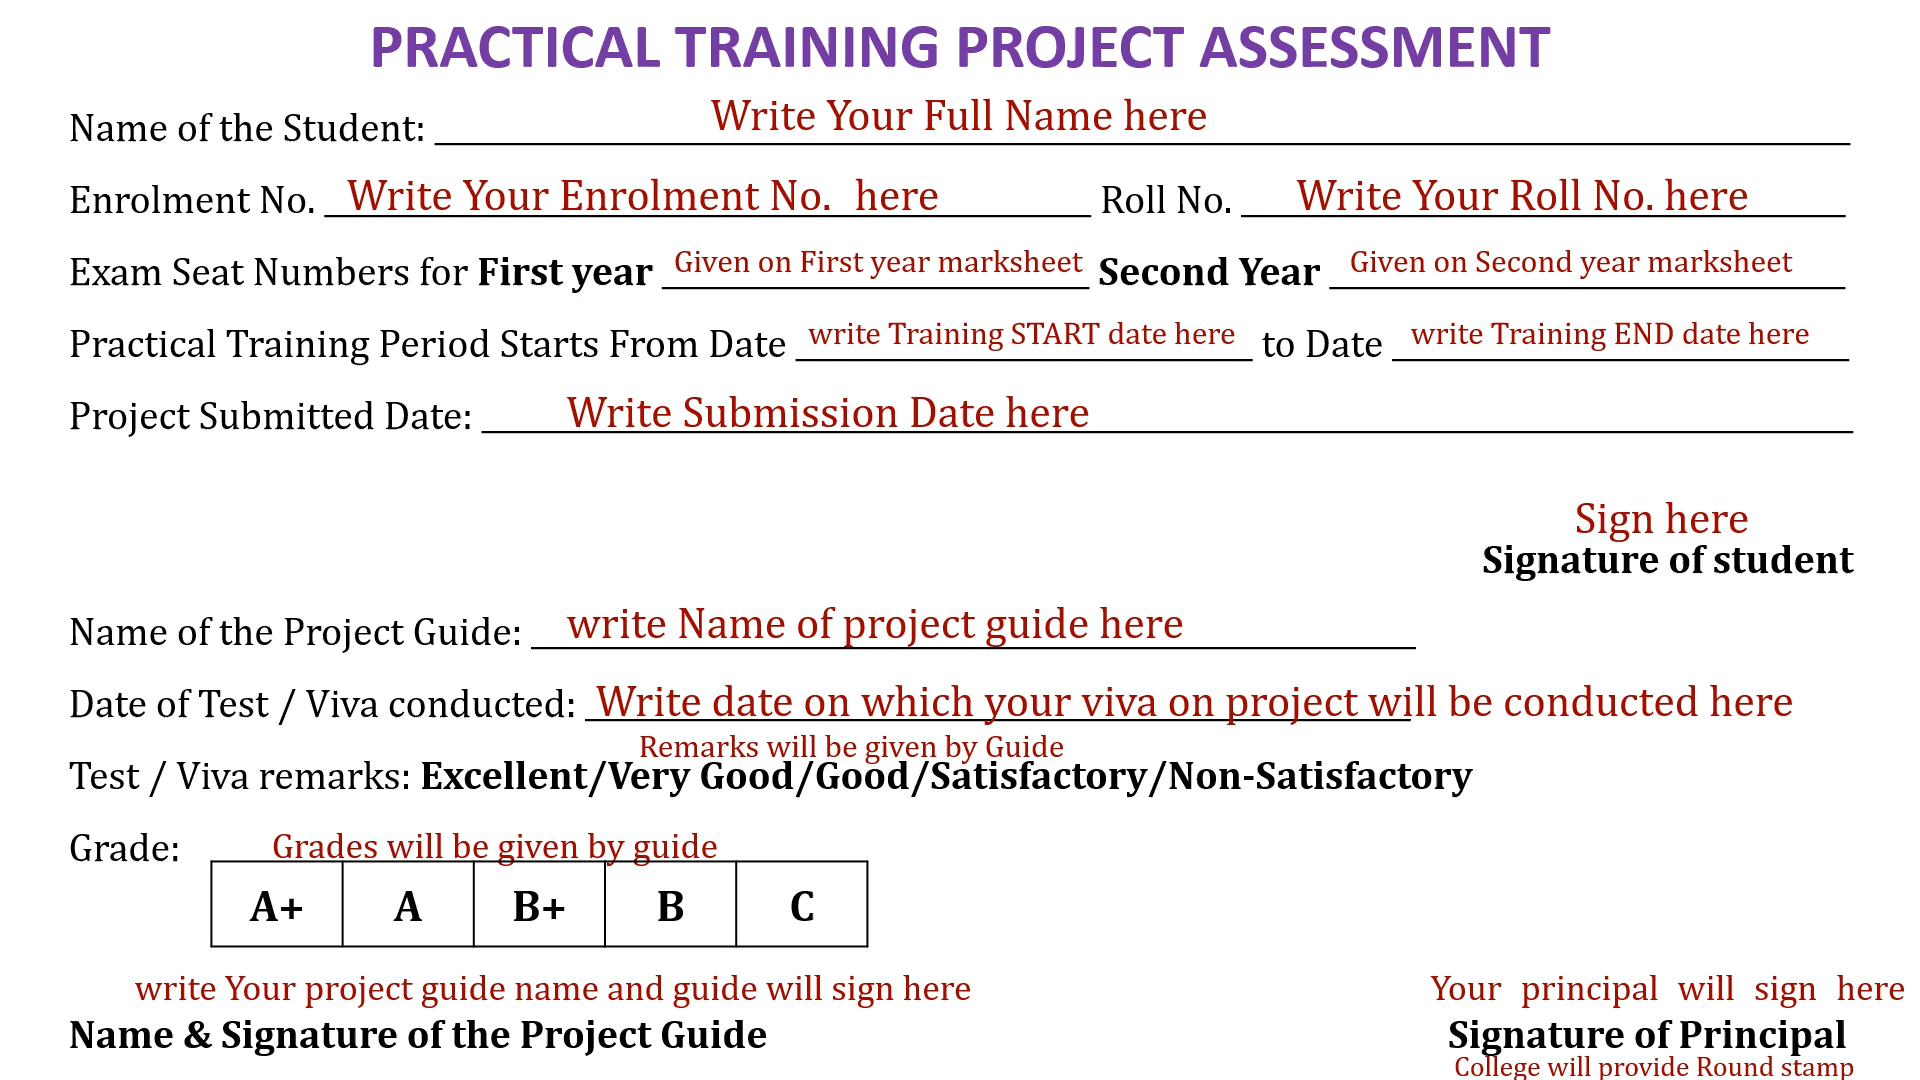 PRACTICAL TRAINING PROJECT ASSESSMENT
Name of the Student: Write Your Full Name here
Enrolment No. Write Your Enrolment No. here Roll No. Write Your Roll No. here
Exam Seat Numbers for First year Given on First year marksheet Second Year Given on Second year marksheet
Practical Training Period Starts From Date write Training START date here to Date write Training END date here
Project Submitted Date: Write Submission Date here
Sign here
Signature of student
Name of the Project Guide: write Name of project guide here
Date of Test / Viva conducted: Write date on which your viva on project will be conducted here
Remarks will be given by Guide
Test / Viva remarks: Excellent/Very Good/Good/Satisfactory/Non-Satisfactory
Grade: Grades will be given by guide
A+ A B+ B C
write Your project guide name and guide will sign here Your principal will sign here
Name & Signature of the Project Guide Signature of Principal
College will provide Round stamp